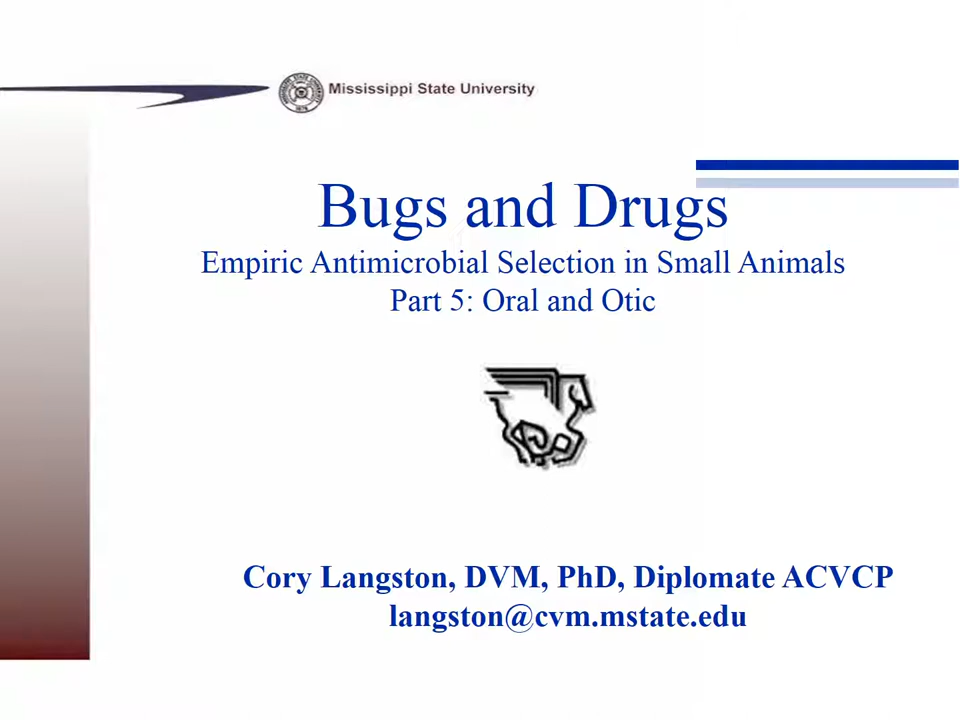 Mississippi State University
Bugs and Drugs
Empiric Antimicrobial Selection in Small Animals
Part 5: Oral and Otic
Cory Langston, DVM, PhD, Diplomate ACVCP
langston@cvm.mstate.edu